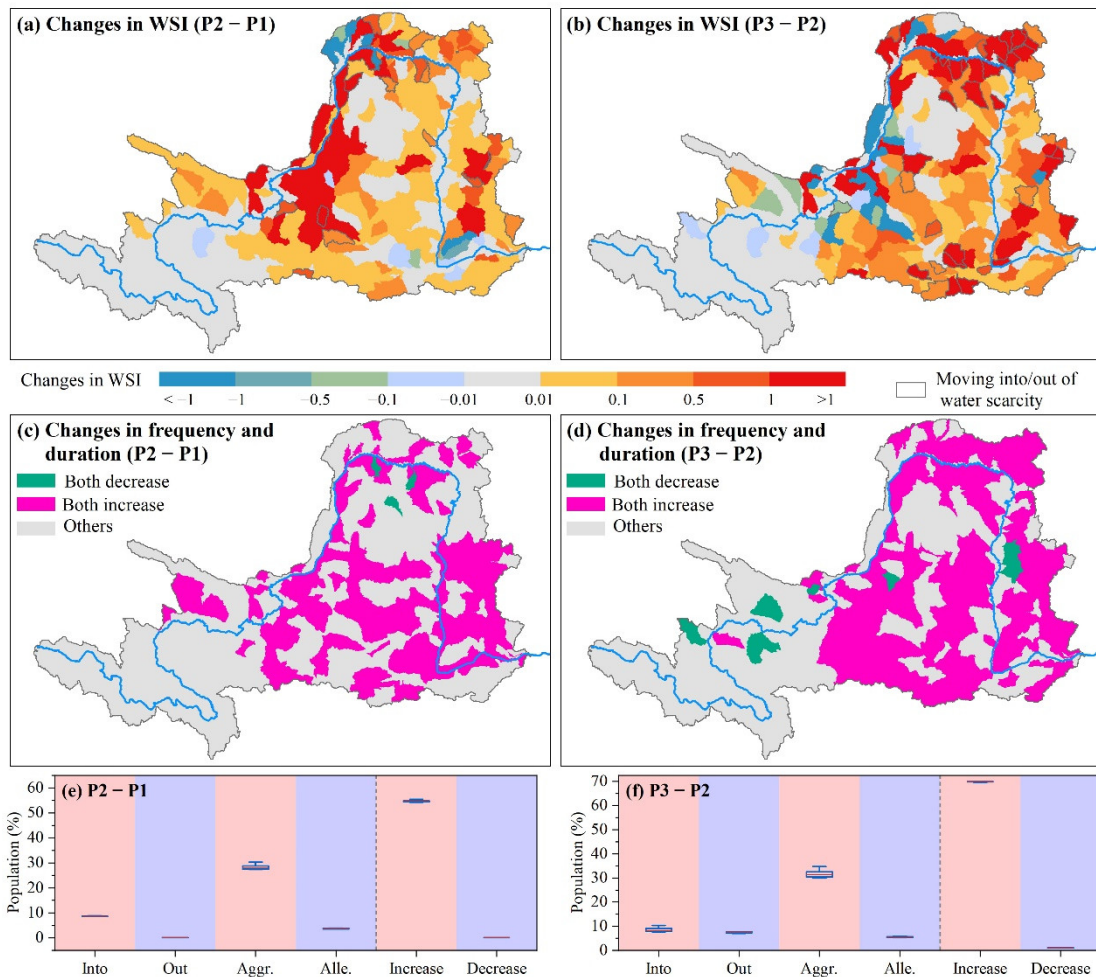 (a) Changes in WSI (P2 − P1)
(b) Changes in WSI (P3 − P2)
Changes in WSI
< −1 −1 −0.5 −0.1 −0.01 0.01 0.1 0.5 1 >1
Moving into/out of
water scarcity
(c) Changes in frequency and
duration (P2 − P1)
Both decrease
Both increase
Others
(d) Changes in frequency and
duration (P3 − P2)
Both decrease
Both increase
Others
(e) P2 − P1
Population (%)
60
50
40
30
20
10
0
Into Out Aggr. Alle. Increase Decrease
(f) P3 − P2
Population (%)
70
60
50
40
30
20
10
0
Into Out Aggr. Alle. Increase Decrease